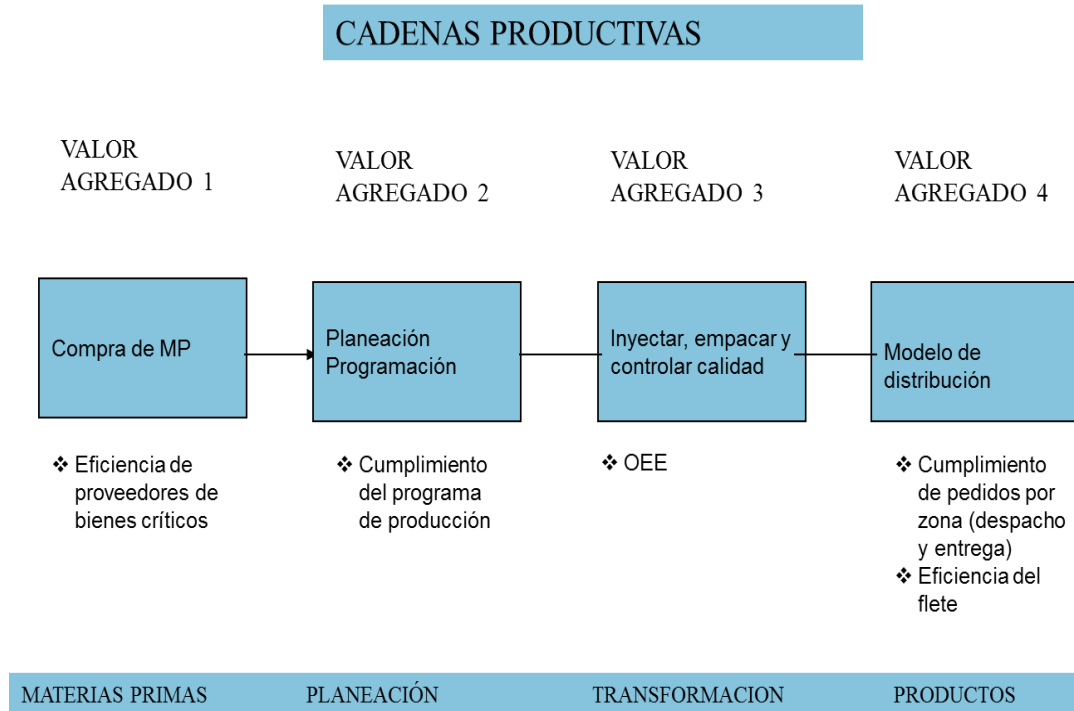 CADENAS PRODUCTIVAS
VALOR
AGREGADO 1
VALOR
AGREGADO 2
VALOR
AGREGADO 3
VALOR
AGREGADO 4
Compra de MP
Planeación
Programación
Inyectar, empacar y
controlar calidad
Modelo de
distribución
❖ Eficiencia de
proveedores de
bienes críticos
❖ Cumplimiento
del programa
de producción
❖ OEE
❖ Cumplimiento
de pedidos por
zona (despacho
y entrega)
❖ Eficiencia del
flete
MATERIAS PRIMAS
PLANEACIÓN
TRANSFORMACION
PRODUCTOS